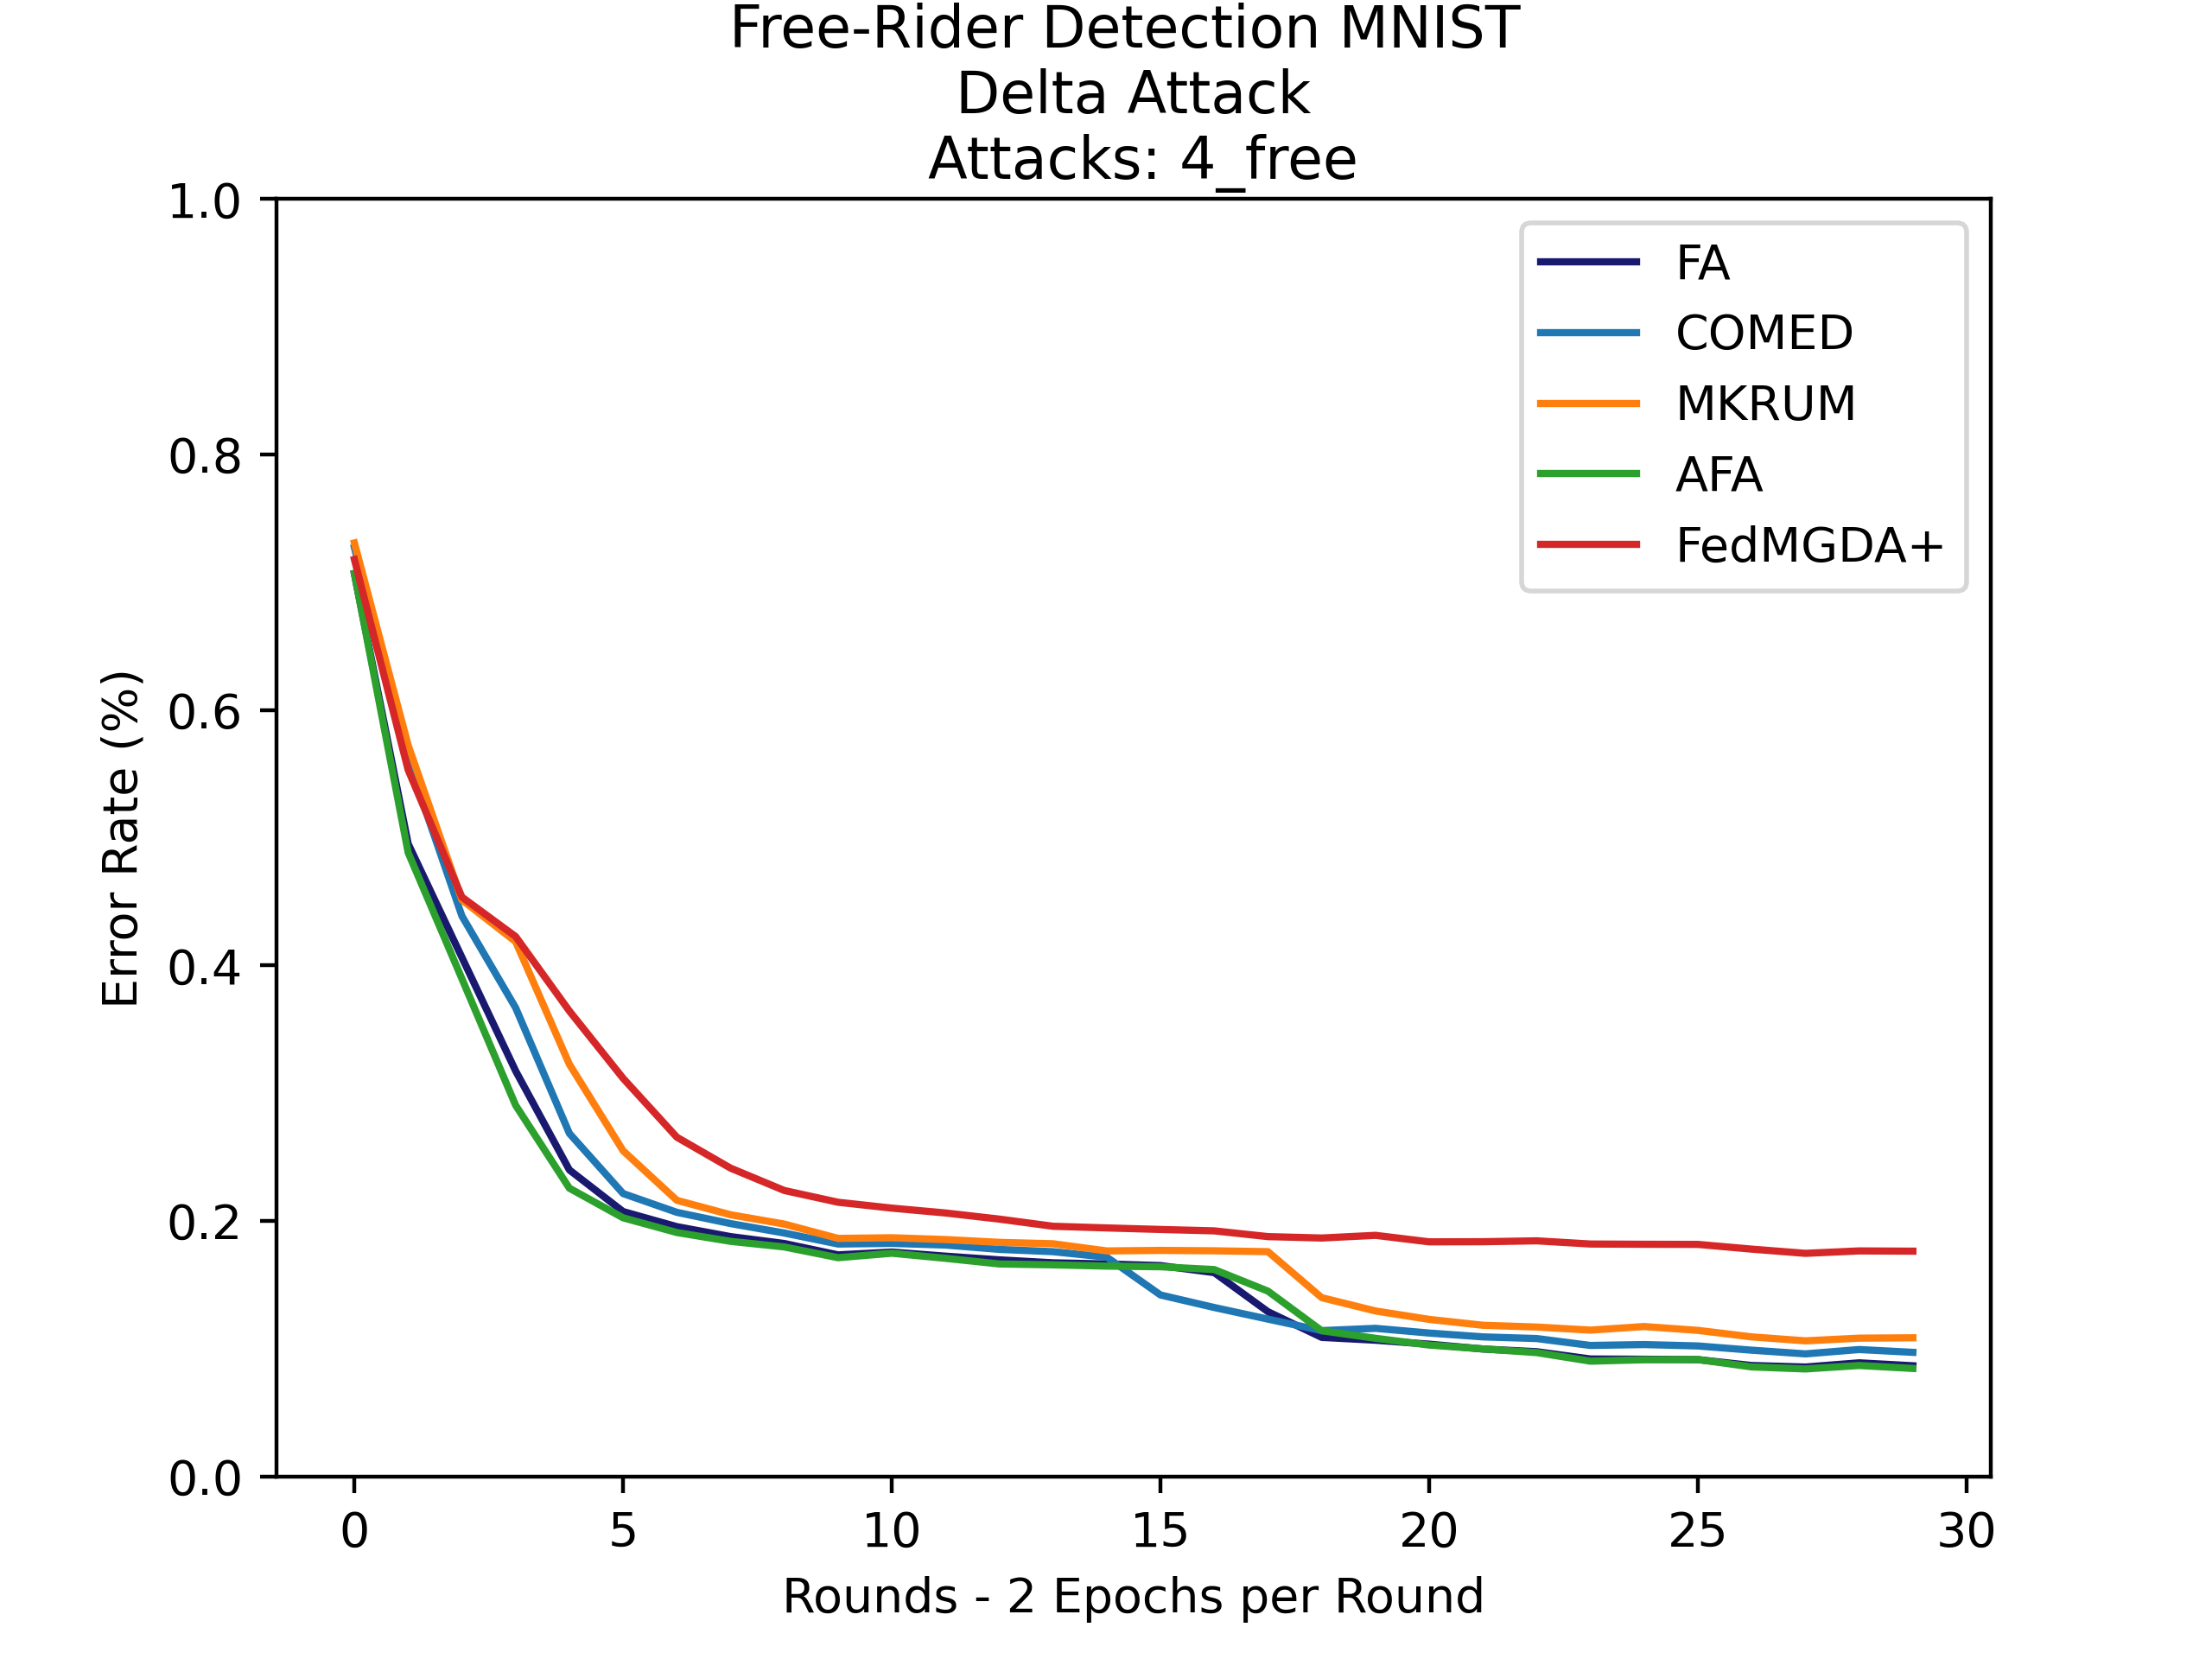 Free-Rider Detection MNIST
Delta Attack
Attacks: 4_free
1.0
0.8
0.6
0.4
0.2
0.0
Error Rate (%)
FA
COMED
MKRUM
AFA
FedMGDA+
0 5 10 15 20 25 30
Rounds - 2 Epochs per Round